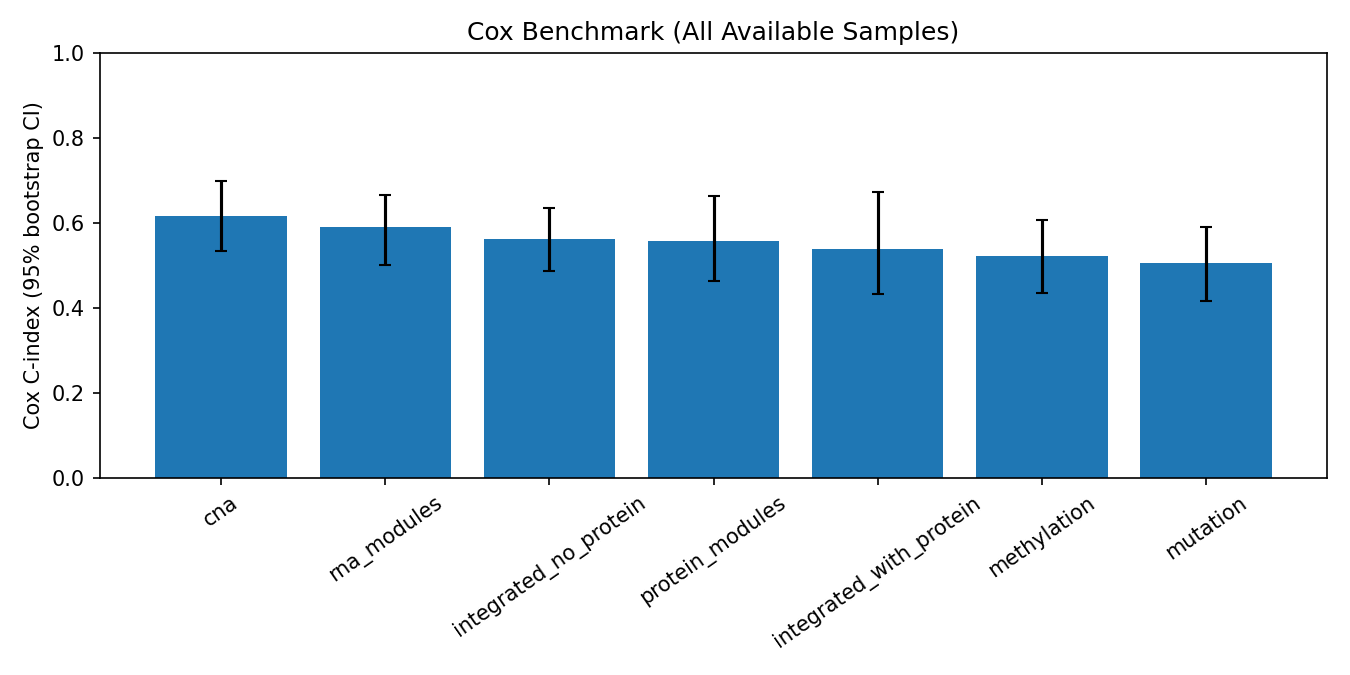 Cox Benchmark (All Available Samples)
Cox C-index (95% bootstrap CI)
1.0
0.8
0.6
0.4
0.2
0.0
cna
rna_modules
integrated_no_protein
protein_modules
integrated_with_protein
methylation
mutation